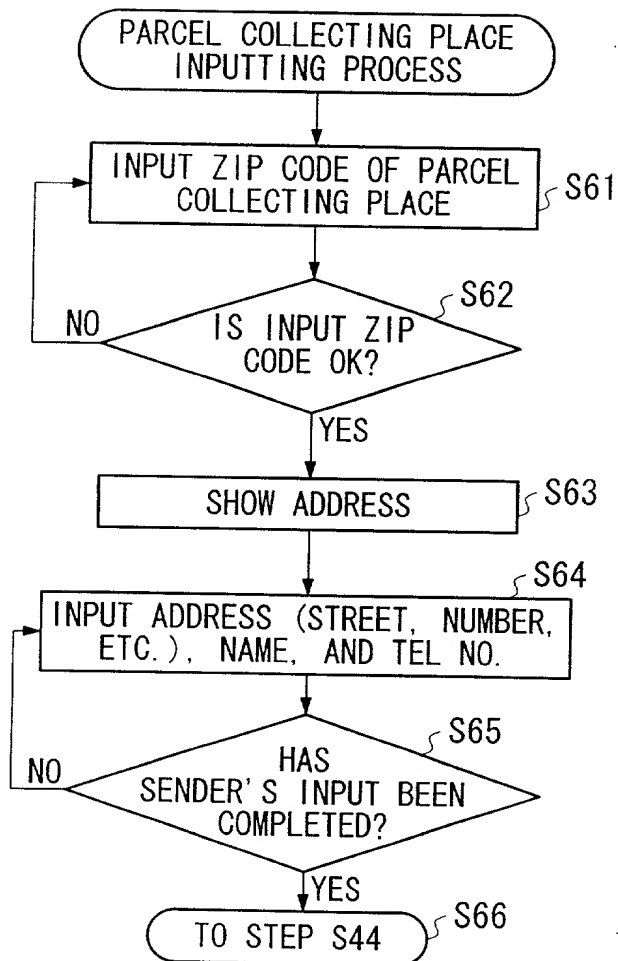 PARCEL COLLECTING PLACE
INPUTTING PROCESS
INPUT ZIP CODE OF PARCEL
COLLECTING PLACE
S61
S62
IS INPUT ZIP
CODE OK?
NO
YES
SHOW ADDRESS
S63
S64
INPUT ADDRESS (STREET, NUMBER,
ETC.), NAME, AND TEL NO.
S65
HAS
SENDER'S INPUT BEEN
COMPLETED?
NO
YES
S66
TO STEP S44